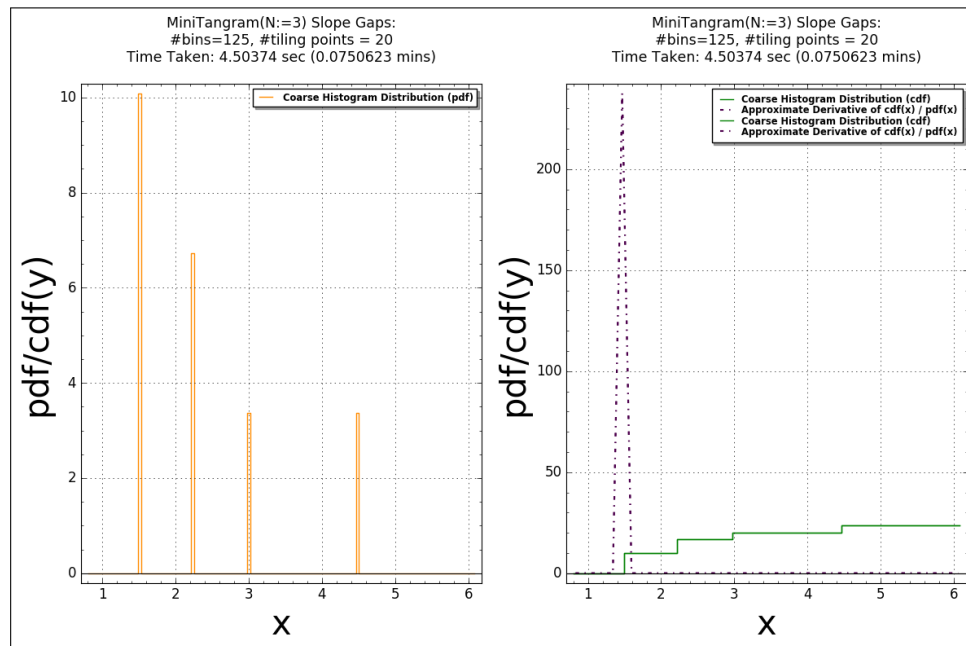 MiniTangram(N:=3) Slope Gaps:
#bins=125, #tiling points = 20
Time Taken: 4.50374 sec (0.0750623 mins)
Coarse Histogram Distribution (pdf)
10
8
6
4
2
0
pdf/cdf(y)
1 2 3 4 5 6
x
MiniTangram(N:=3) Slope Gaps:
#bins=125, #tiling points = 20
Time Taken: 4.50374 sec (0.0750623 mins)
Coarse Histogram Distribution (cdf)
Approximate Derivative of cdf(x) / pdf(x)
Coarse Histogram Distribution (cdf)
Approximate Derivative of cdf(x) / pdf(x)
200
150
100
50
0
pdf/cdf(y)
1 2 3 4 5 6
x